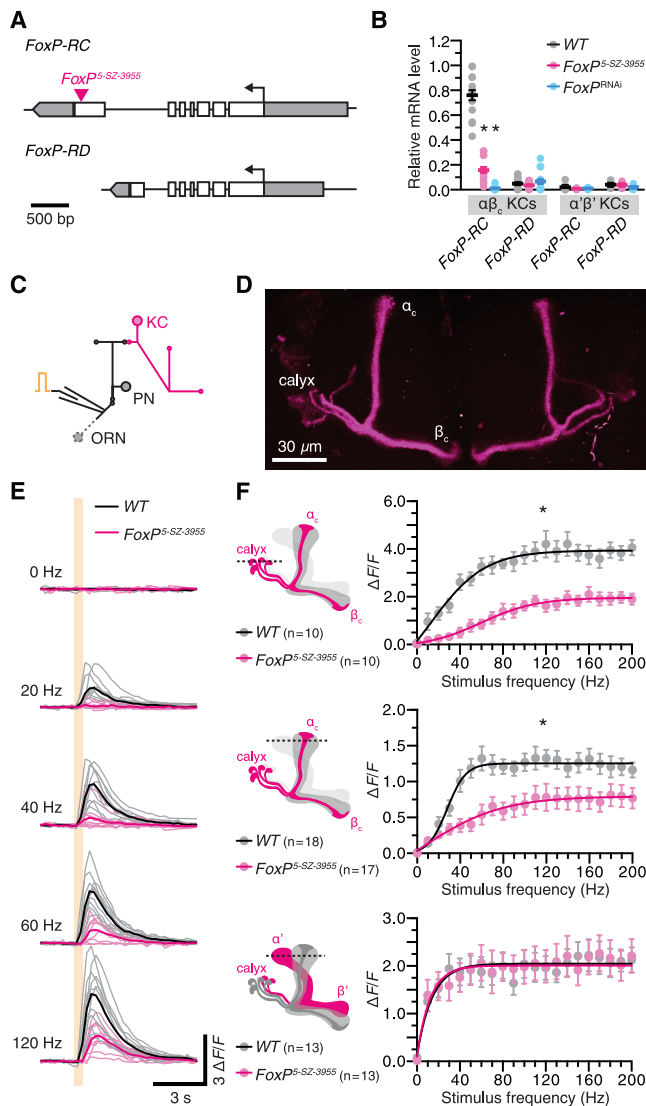 A
FoxP-RC
FoxP5-SZ-3955
FoxP-RD
500 bp
B
Relative mRNA level
1.2
1.0
0.8
0.6
0.4
0.2
0.0
WT
FoxP5-SZ-3955
FoxPRNAi
* *
αβc KCs
α'β' KCs
FoxP-RC
FoxP-RD
FoxP-RC
FoxP-RD
C
KC
PN
ORN
D
αc
calyx
βc
30 µm
E
WT
FoxP5-SZ-3955
0 Hz
20 Hz
40 Hz
60 Hz
120 Hz
3 ΔF/F
3 s
F
αc
calyx
βc
WT (n=10)
FoxP5-SZ-3955 (n=10)
ΔF/F
6.0
4.0
2.0
0.0
*
0 40 80 120 160 200
Stimulus frequency (Hz)
αc
calyx
βc
WT (n=18)
FoxP5-SZ-3955 (n=17)
ΔF/F
2.0
1.5
1.0
0.5
0.0
*
0 40 80 120 160 200
Stimulus frequency (Hz)
α'
calyx
β'
WT (n=13)
FoxP5-SZ-3955 (n=13)
ΔF/F
3.0
2.0
1.0
0.0
0 40 80 120 160 200
Stimulus frequency (Hz)